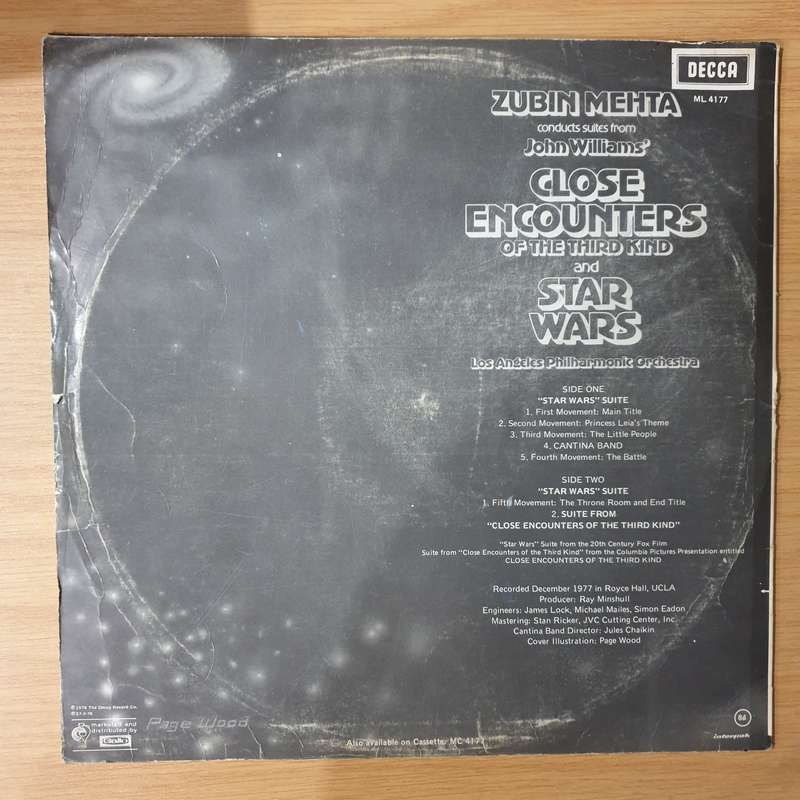 DECCA
ML 4177
ZUBIN MEHTA
conducts suites from
John Williams'
CLOSE
ENCOUNTERS
OF THE THIRD KIND
and
STAR
WARS
Los Angeles Philharmonic Orchestra
SIDE ONE
"STAR WARS" SUITE
1. First Movement: Main Title
2. Second Movement: Princess Leia's Theme
3. Third Movement: The Little People
4. CANTINA BAND
5. Fourth Movement: The Battle
SIDE TWO
"STAR WARS" SUITE
1. Fifth Movement: The Throne Room and End Title
2. SUITE FROM
"CLOSE ENCOUNTERS OF THE THIRD KIND"
"Star Wars" Suite from the 20th Century Fox Film
Suite from "Close Encounters of the Third Kind" from the Columbia Pictures Presentation entitled
CLOSE ENCOUNTERS OF THE THIRD KIND
Recorded December 1977 in Royce Hall, UCLA
Producer: Ray Minshull
Engineers: James Lock, Michael Mailes, Simon Eadon
Mastering: Stan Ricker, JVC Cutting Center, Inc.
Cantina Band Director: Jules Chaikin
Cover Illustration: Page Wood
℗ 1978 The Decca Record Co.
marketed and
distributed by
Gallo
Page Wood
Also available on Cassette: MC 4177